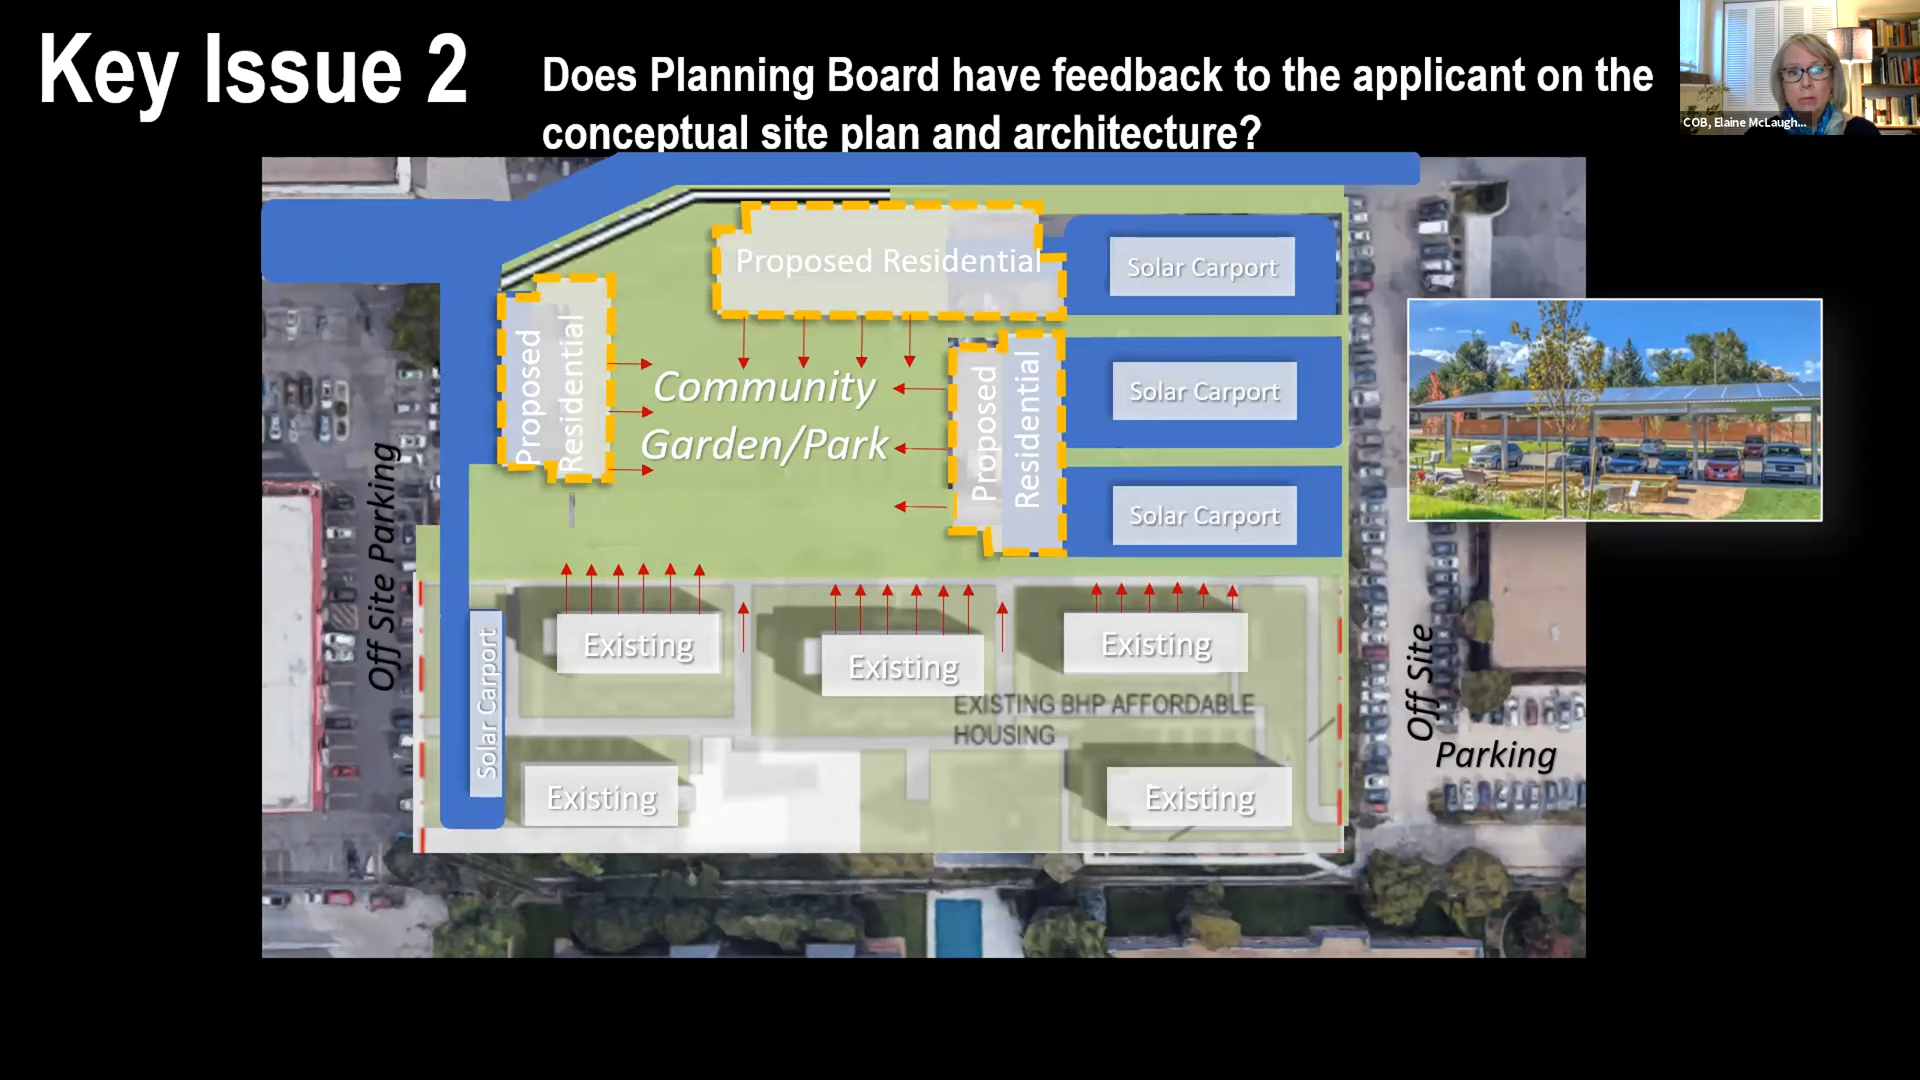 Key Issue 2
Does Planning Board have feedback to the applicant on the
conceptual site plan and architecture?
COB, Elaine McLaugh...
Proposed Residential
Solar Carport
Proposed
Residential
Community
Garden/Park
Proposed
Residential
Solar Carport
Solar Carport
Off Site Parking
Existing
Existing
Existing
Solar Carport
EXISTING BHP AFFORDABLE
HOUSING
Off Site
Parking
Existing
Existing